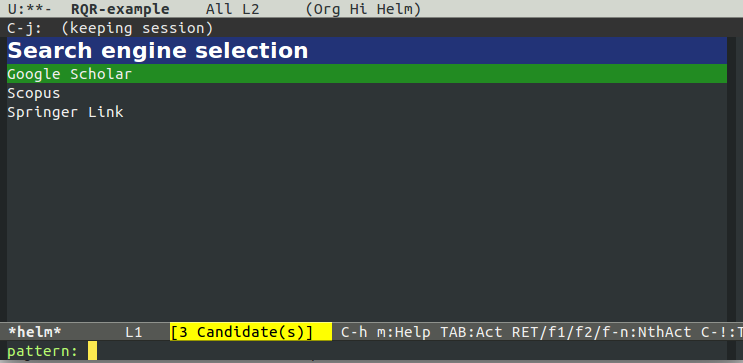 U:**-  RQR-example    All L2     (Org Hi Helm)
C-j:  (keeping session)
Search engine selection
Google Scholar
Scopus
Springer Link
*helm*       L1   [3 Candidate(s)]   C-h m:Help TAB:Act RET/f1/f2/f-n:NthAct C-!:T
pattern: